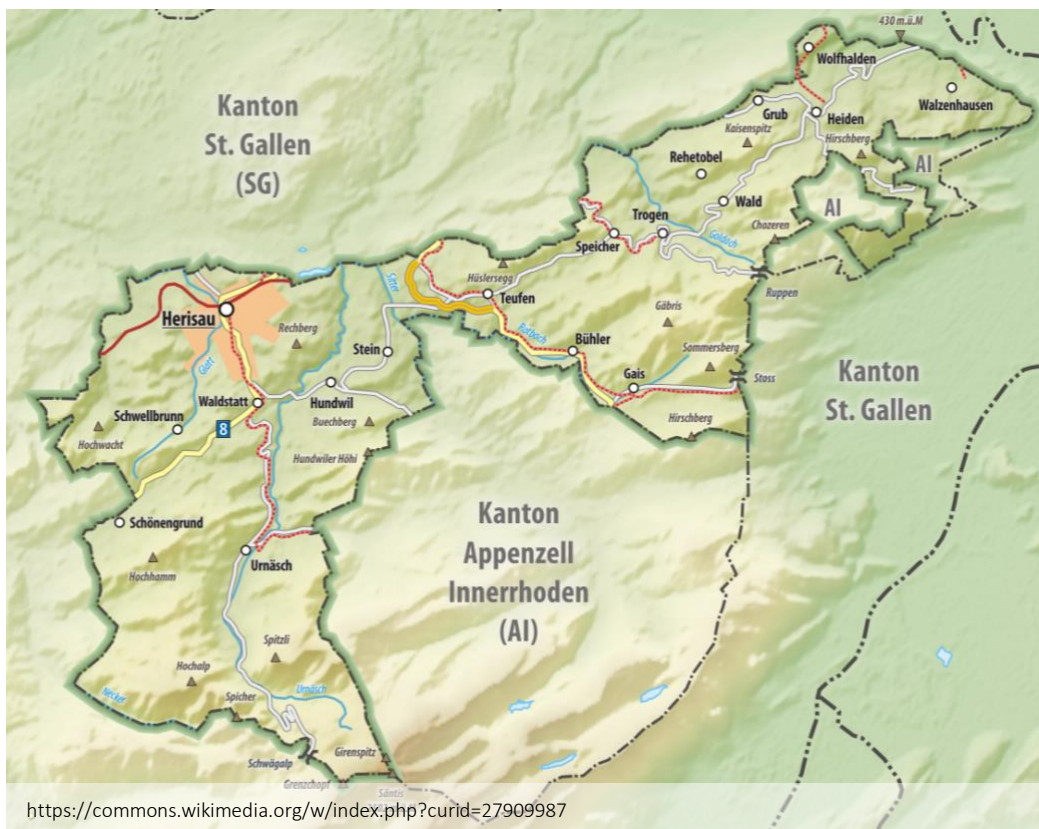 430 m.ü.M
Wolfhalden
Walzenhausen
Kanton
St. Gallen
(SG)
Grub
Heiden
Kaisenspitz
Hirschberg
Rehetobel
AI
Wald
AI
Trogen
Chozeren
Speicher
Goldach
Hüslersegg
Sitter
Teufen
Ruppen
Herisau
Rechberg
Gäbris
Rotbach
Bühler
Stein
Sommersberg
Glatt
Gais
Stoss
Kanton
St. Gallen
Waldstatt
Hundwil
Schwellbrunn
Buechberg
Hirschberg
8
Hochwacht
Hundwiler Höhi
Kanton
Appenzell
Innerrhoden
(AI)
Schönengrund
Urnäsch
Hochhamm
Spitzli
Hochalp
Necker
Spicher
Urnäsch
Girenspitz
Schwägalp
Grenzchopf
Säntis
https://commons.wikimedia.org/w/index.php?curid=27909987